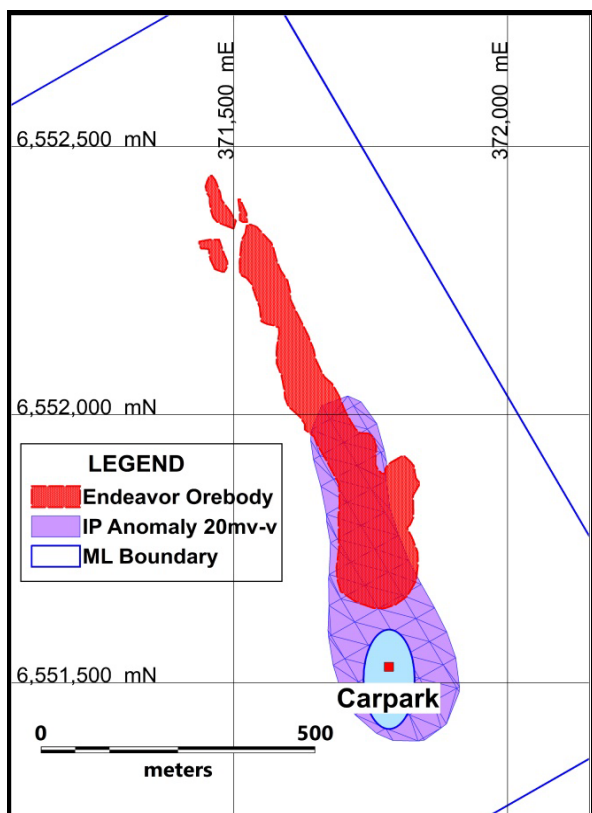 371,500 mE
372,000 mE
6,552,500 mN
6,552,000 mN
LEGEND
Endeavor Orebody
IP Anomaly 20mv-v
ML Boundary
6,551,500 mN
Carpark
0 500
meters